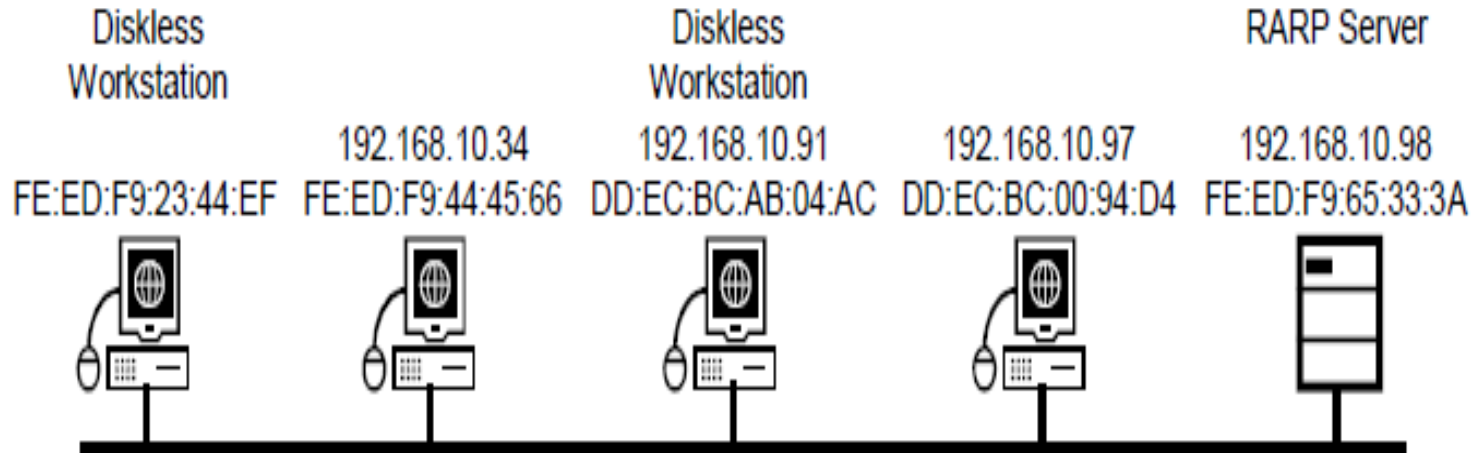 Diskless
Workstation
Diskless
Workstation
RARP Server
192.168.10.34
192.168.10.91
192.168.10.97
192.168.10.98
FE:ED:F9:23:44:EF
FE:ED:F9:44:45:66
DD:EC:BC:AB:04:AC
DD:EC:BC:00:94:D4
FE:ED:F9:65:33:3A